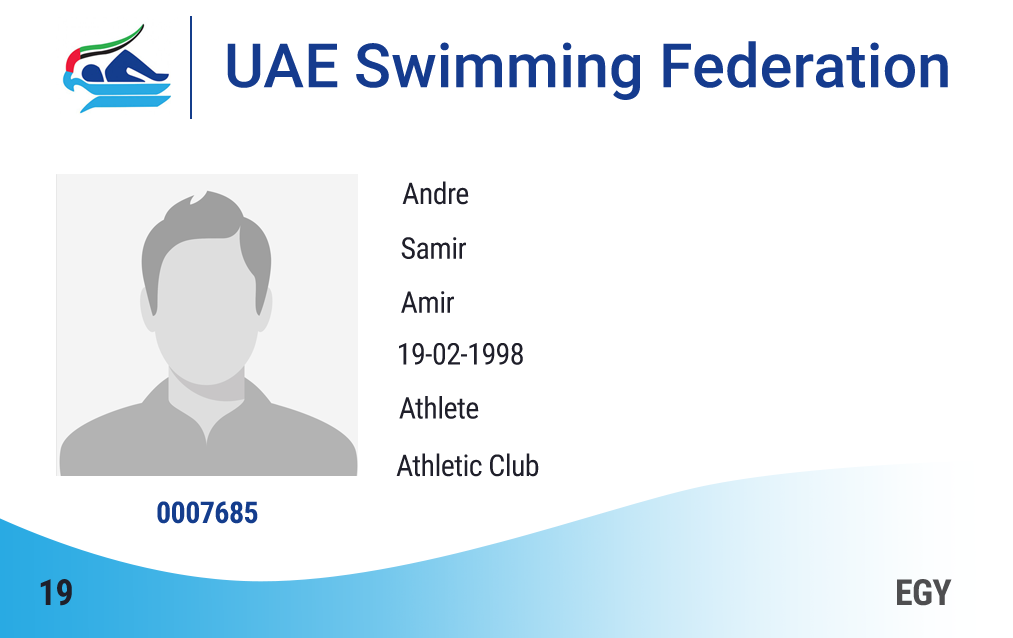 UAE Swimming Federation
Andre
Samir
Amir
19-02-1998
Athlete
Athletic Club
0007685
19
EGY